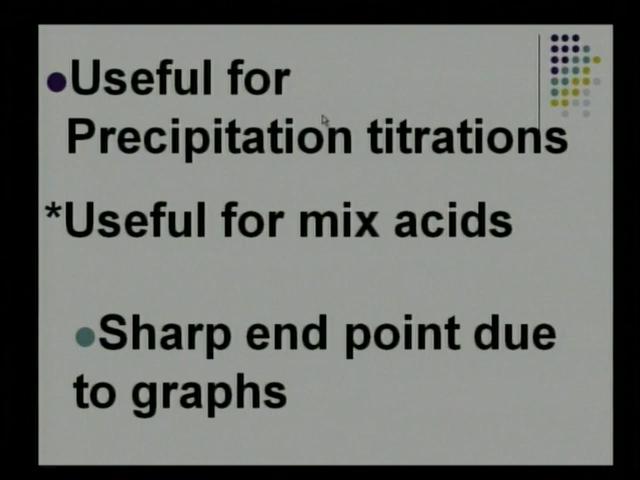 Useful for
Precipitation titrations
*Useful for mix acids
Sharp end point due
to graphs